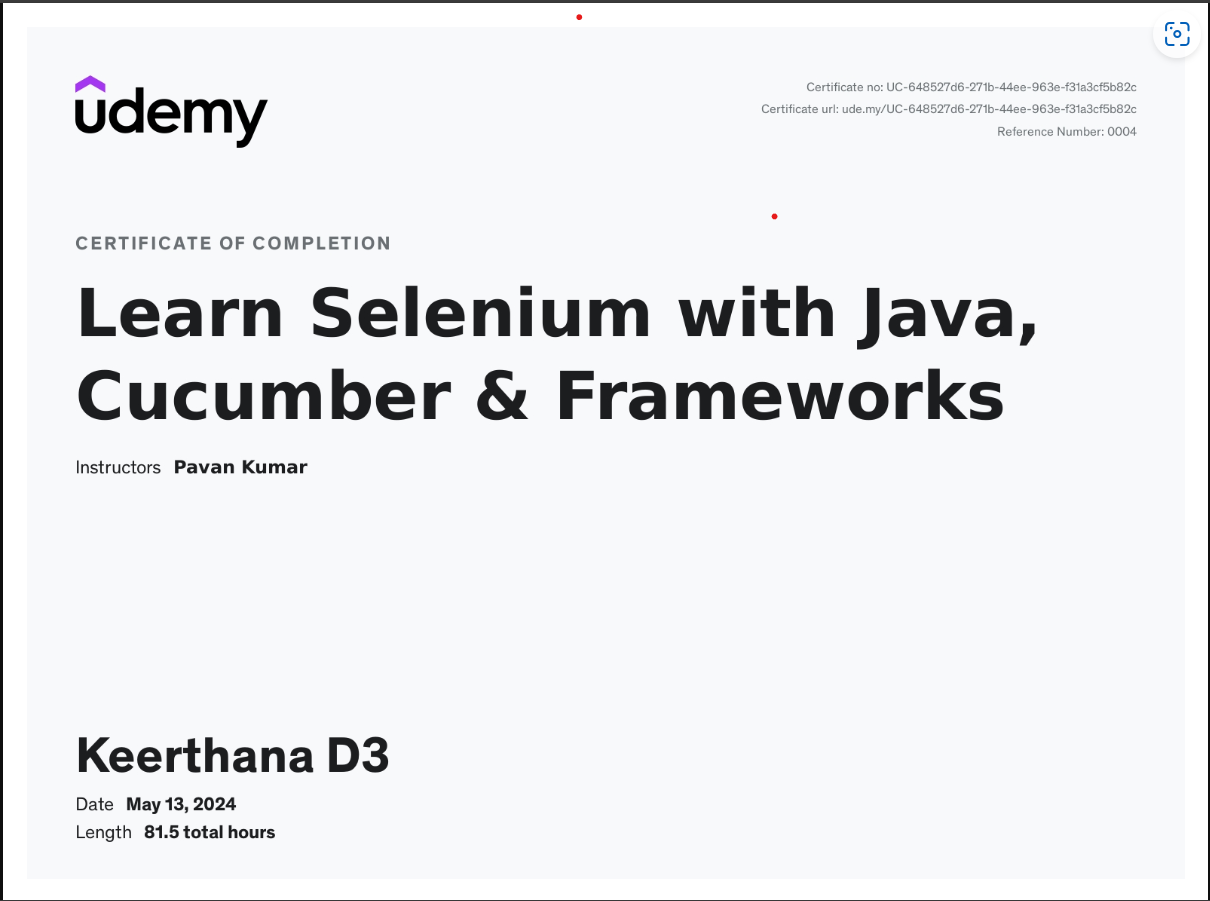 udemy
Certificate no: UC-648527d6-271b-44ee-963e-f31a3cf5b82c
Certificate url: ude.my/UC-648527d6-271b-44ee-963e-f31a3cf5b82c
Reference Number: 0004
CERTIFICATE OF COMPLETION
Learn Selenium with Java,
Cucumber & Frameworks
Instructors Pavan Kumar
Keerthana D3
Date May 13, 2024
Length 81.5 total hours